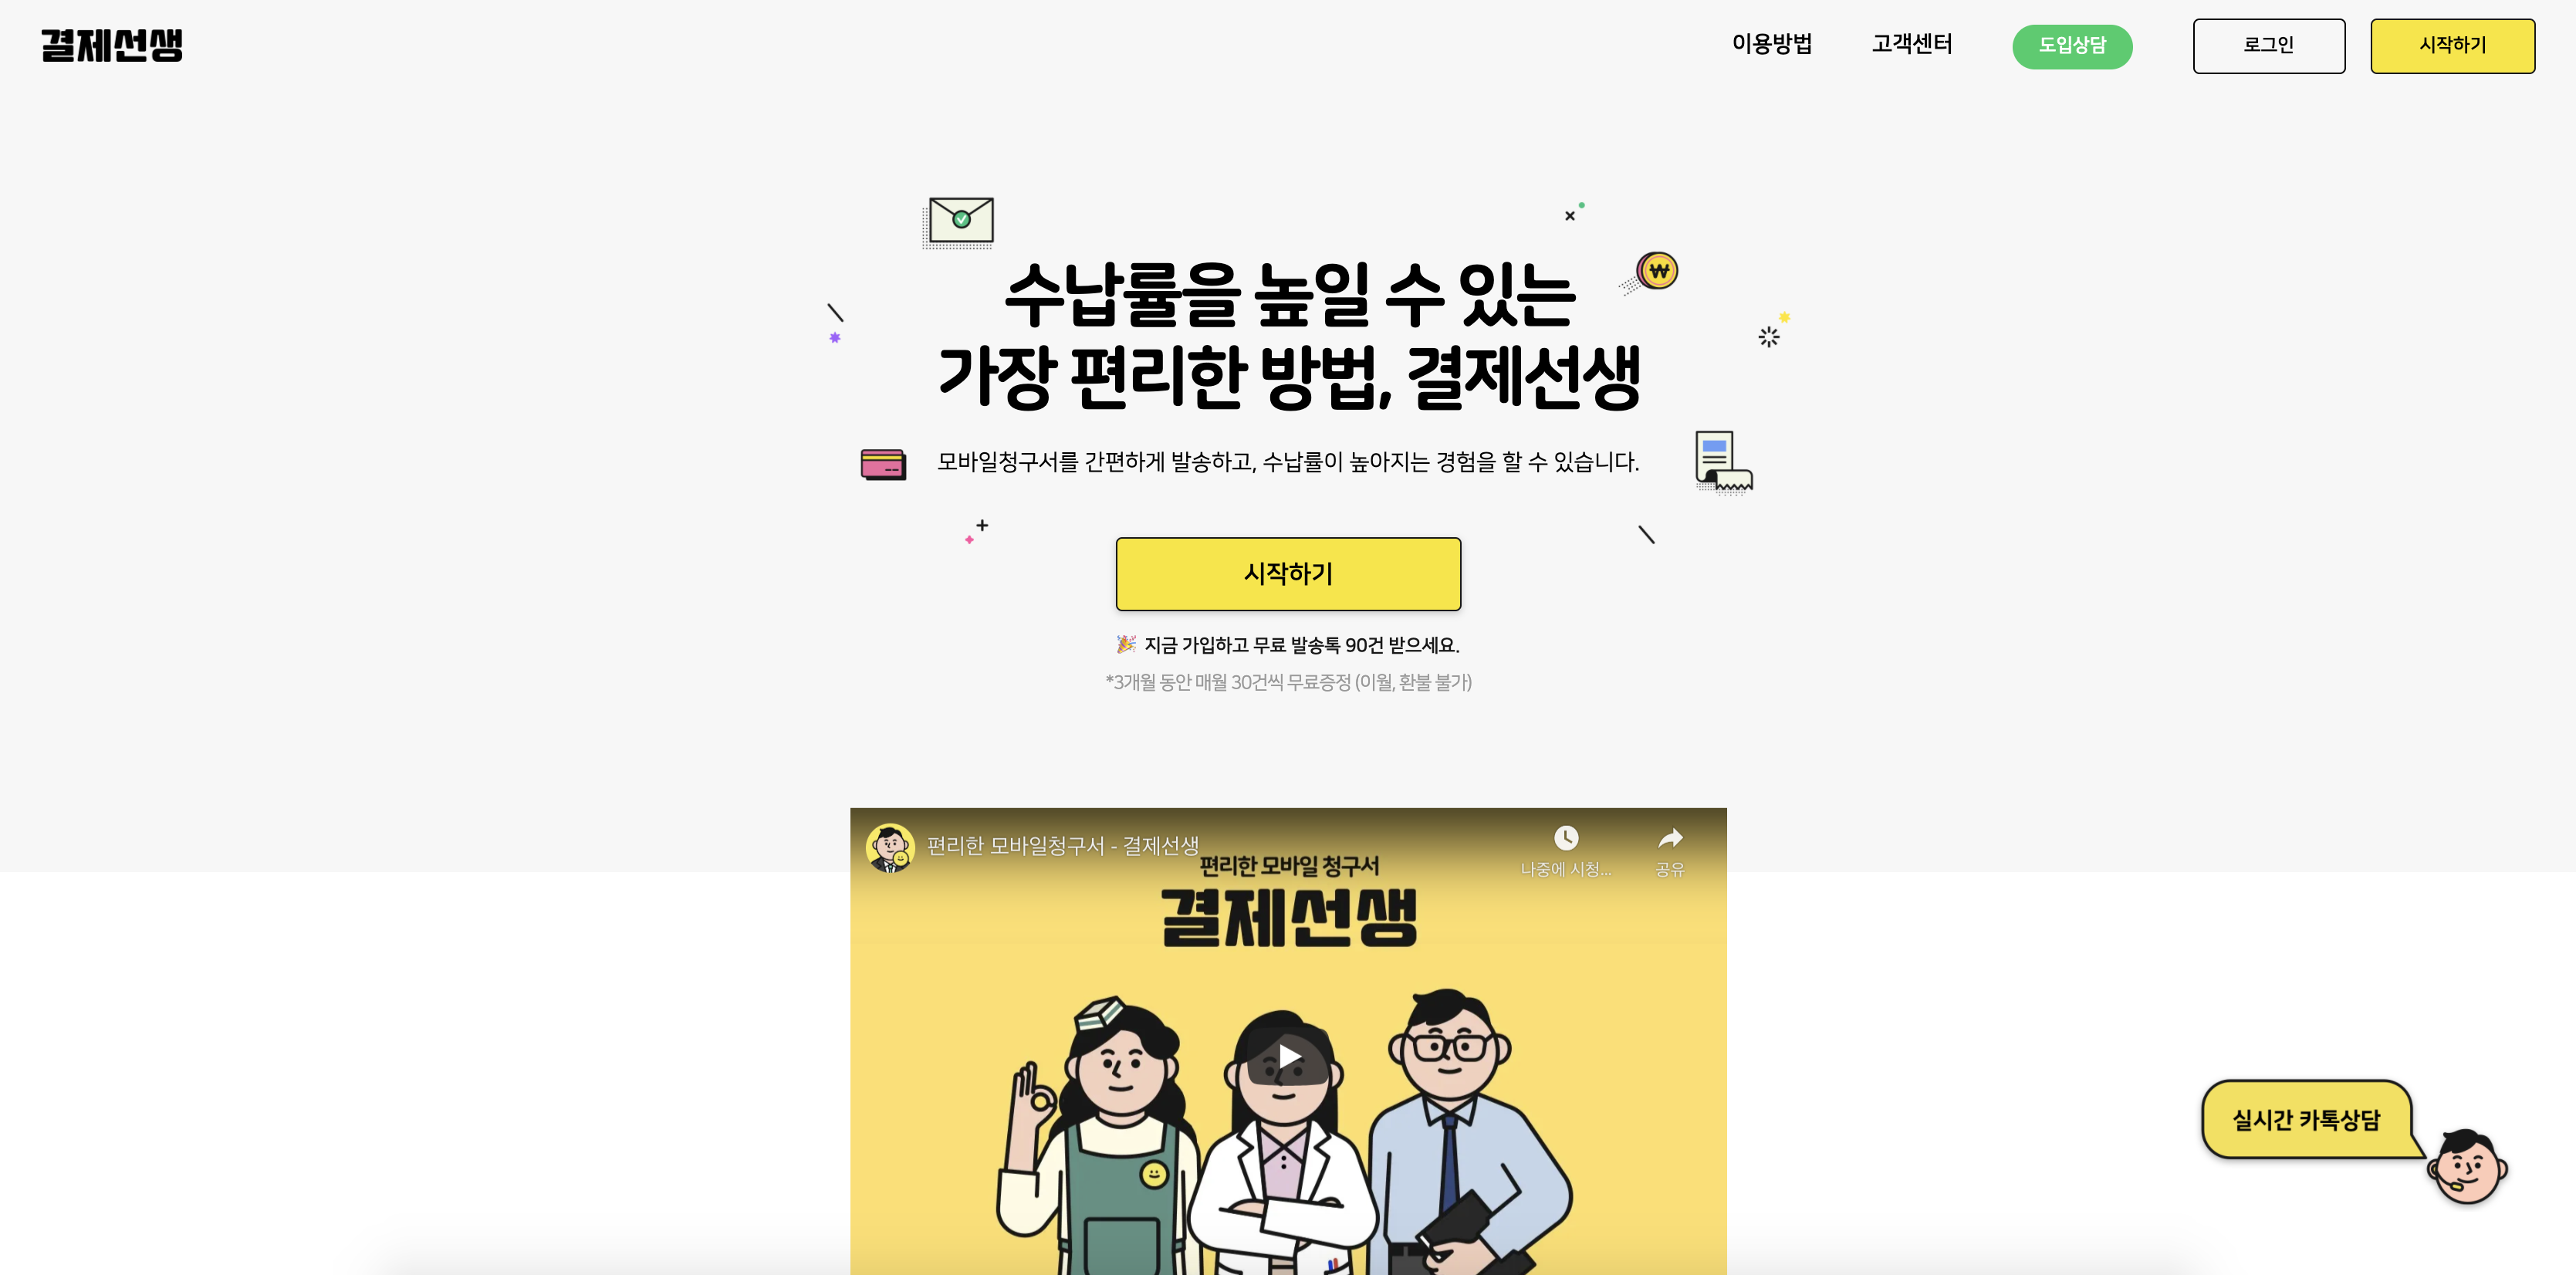 결제선생
이용방법
고객센터
도입상담
로그인
시작하기
수납률을 높일 수 있는
가장 편리한 방법, 결제선생
모바일청구서를 간편하게 발송하고, 수납률이 높아지는 경험을 할 수 있습니다.
시작하기
🎉 지금 가입하고 무료 발송톡 90건 받으세요.
*3개월 동안 매월 30건씩 무료증정 (이월, 환불 불가)
편리한 모바일청구서 - 결제선생
나중에 시청...
공유
편리한 모바일 청구서
결제선생
실시간 카톡상담